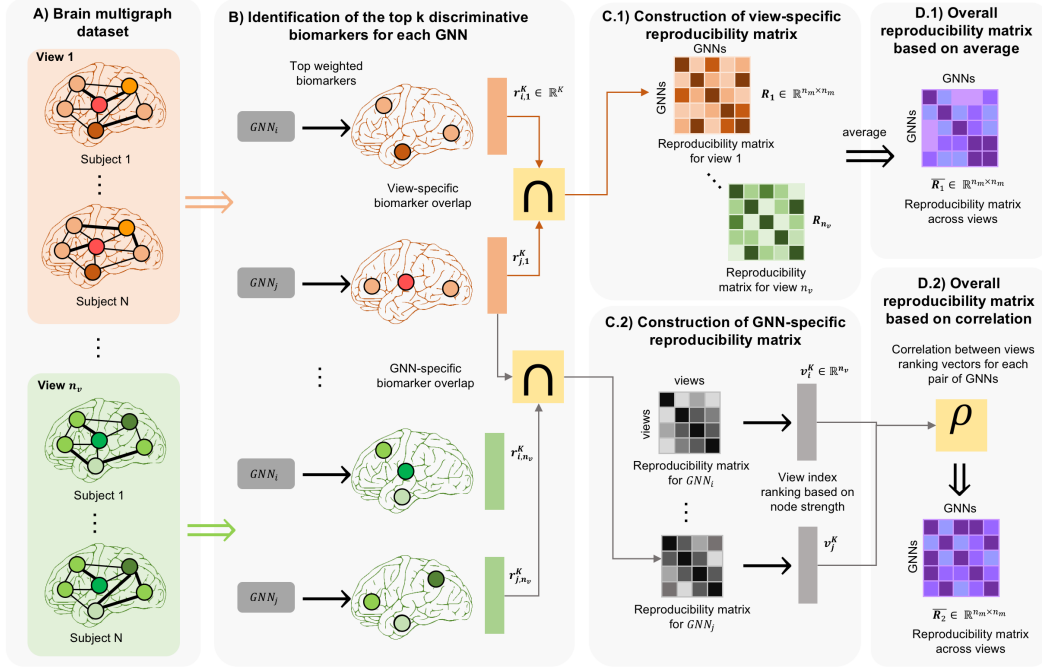 A) Brain multigraph
dataset
View 1
Subject 1
⋮
Subject N
⋮
View n_v
Subject 1
⋮
Subject N
B) Identification of the top k discriminative
biomarkers for each GNN
Top weighted
biomarkers
GNN_i
r^K_{i,1} ∈ ℝ^K
View-specific
biomarker overlap
∩
GNN_j
r^K_{j,1}
⋮
GNN-specific
biomarker overlap
∩
GNN_i
r^K_{i,n_v}
GNN_j
r^K_{j,n_v}
C.1) Construction of view-specific
reproducibility matrix
GNNs
GNNs
R_1 ∈ ℝ^{n_m×n_m}
Reproducibility matrix
for view 1
⋱
R_{n_v}
Reproducibility
matrix for view n_v
average
C.2) Construction of GNN-specific
reproducibility matrix
views
views
v^K_i ∈ ℝ^{n_v}
Reproducibility matrix
for GNN_i
View index
ranking based on
node strength
⋮
v^K_j
Reproducibility matrix
for GNN_j
D.1) Overall
reproducibility matrix
based on average
GNNs
GNNs
\overline{R_1} ∈ ℝ^{n_m×n_m}
Reproducibility matrix
across views
D.2) Overall
reproducibility matrix
based on correlation
Correlation between views
ranking vectors for each
pair of GNNs
ρ
GNNs
GNNs
\overline{R_2} ∈ ℝ^{n_m×n_m}
Reproducibility matrix
across views